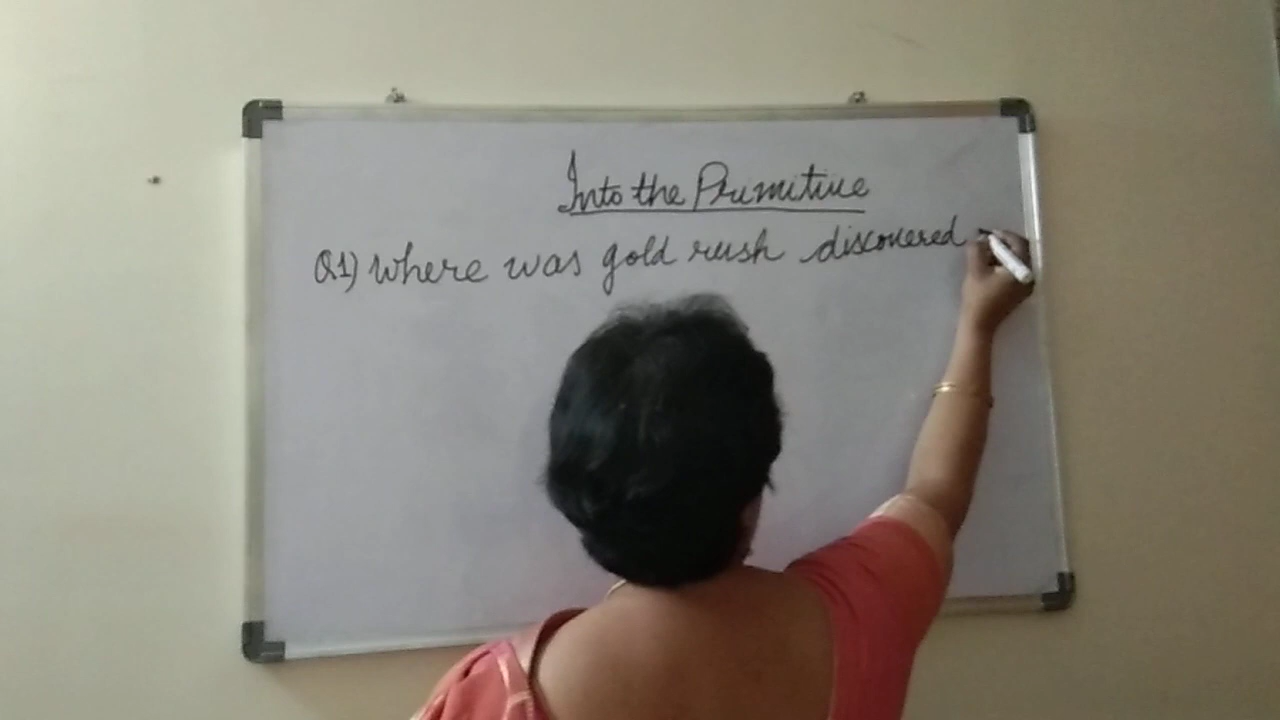 Into the Primitive
Q1) Where was gold rush discovered